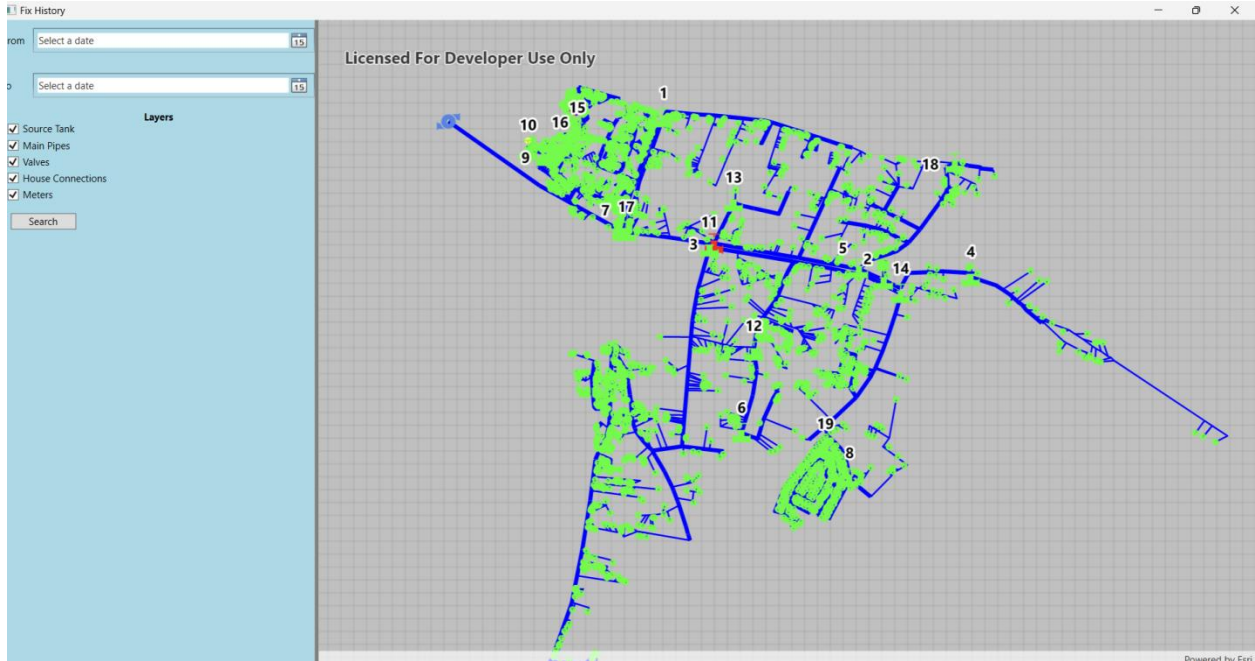 Fix History
rom Select a date 15
o Select a date 15
Layers
Source Tank
Main Pipes
Valves
House Connections
Meters
Search
Licensed For Developer Use Only
1
15
10
16
9
18
13
7
17
11
3
5
2
4
14
12
6
19
8
Powered by Esri